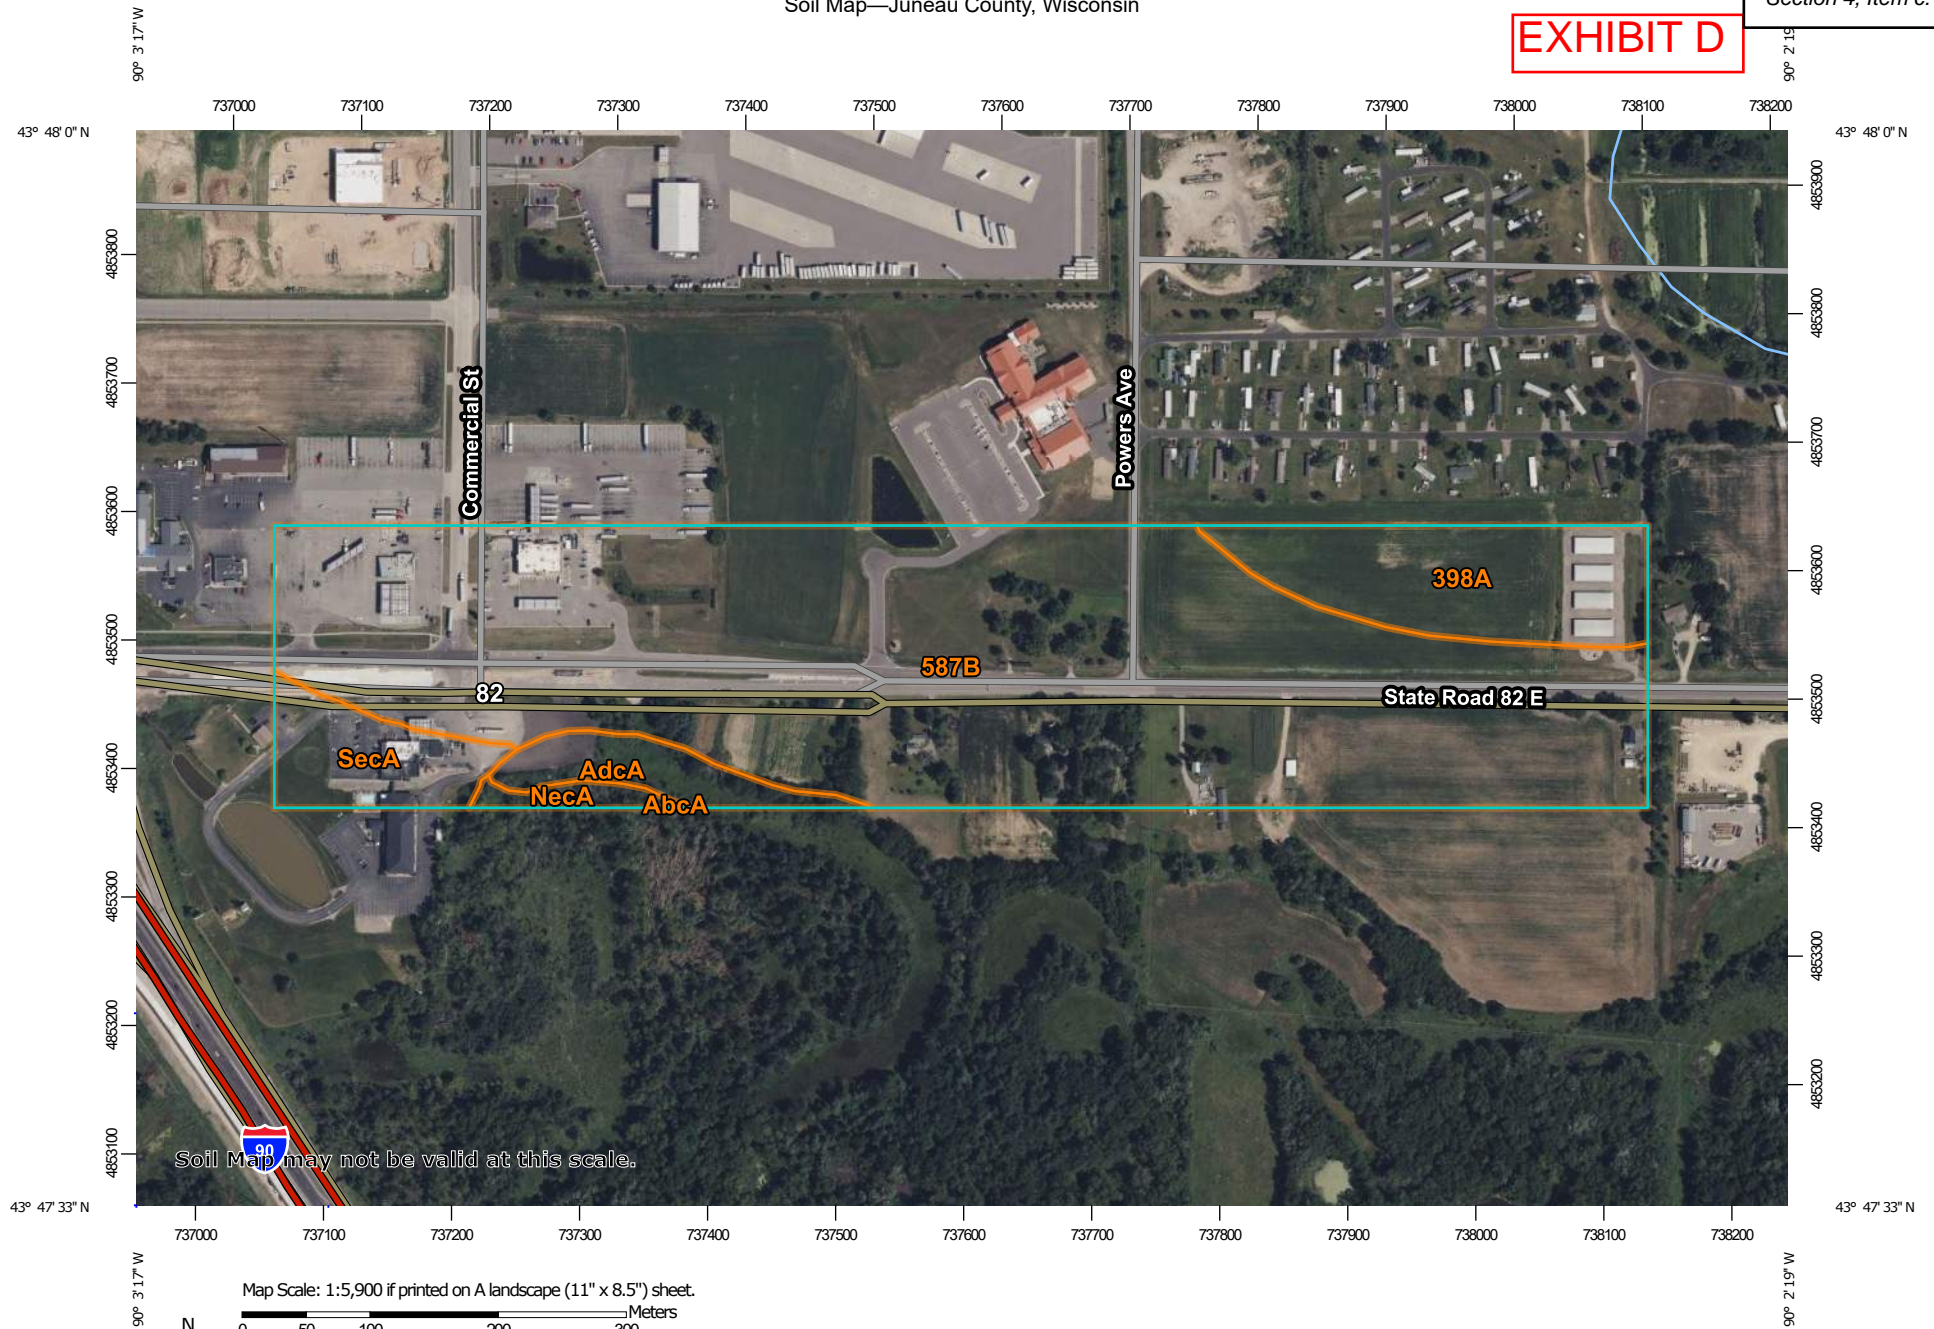 Soil Map—Juneau County, Wisconsin
Section 4, Item c.
EXHIBIT D
90° 3' 17" W
90° 2' 19
737000 737100 737200 737300 737400 737500 737600 737700 737800 737900 738000 738100 738200
43° 48' 0" N
43° 48' 0" N
4853900
4853800
4853800
4853700
4853700
4853600
4853600
4853500
4853500
4853400
4853400
4853300
4853300
4853200
4853200
4853100
Commercial St
Powers Ave
398A
587B
82
State Road 82 E
SecA
AdcA
NecA
AbcA
90
Soil Map may not be valid at this scale.
43° 47' 33" N
43° 47' 33" N
737000 737100 737200 737300 737400 737500 737600 737700 737800 737900 738000 738100 738200
90° 3' 17" W
90° 2' 19" W
Map Scale: 1:5,900 if printed on A landscape (11" x 8.5") sheet.
Meters
N
0 50 100 200 300